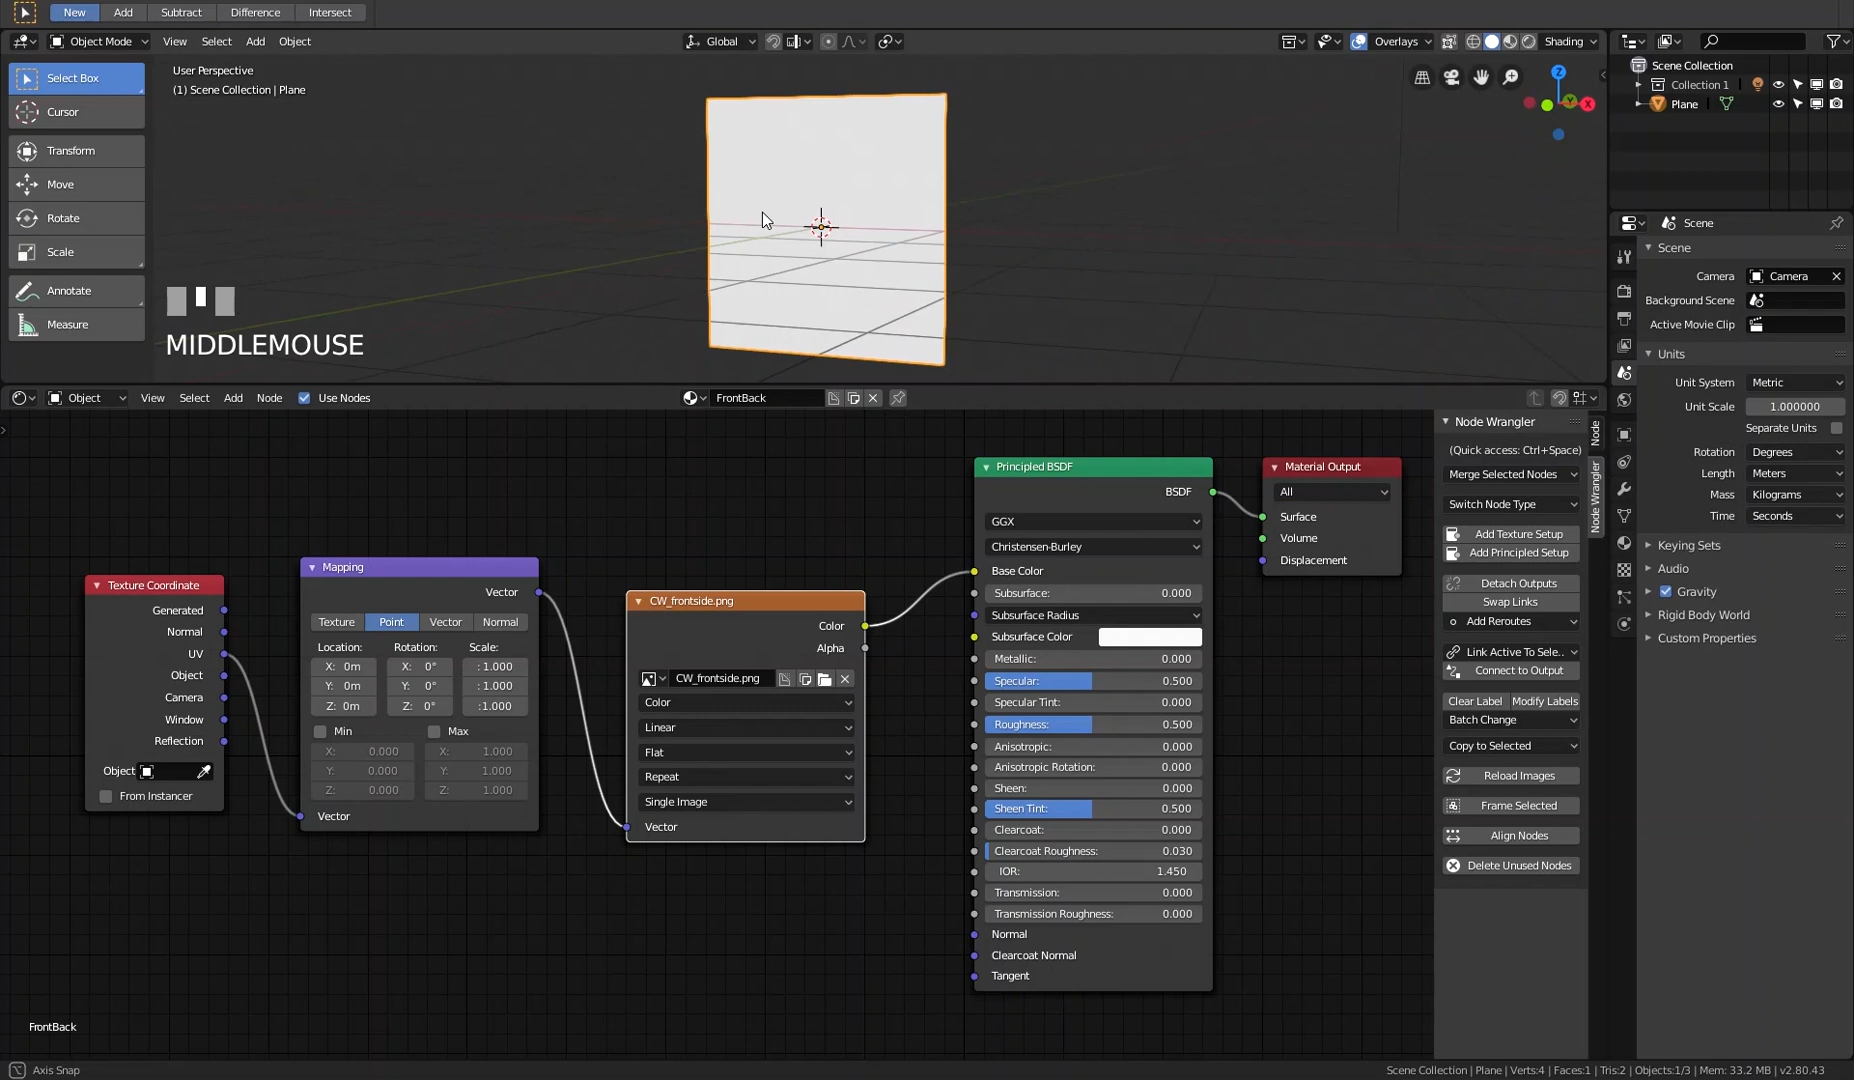 New Add Subtract Difference Intersect
Object Mode View Select Add Object Global Overlays Shading
Select Box
Cursor
Transform
Move
Rotate
Scale
Annotate
Measure
User Perspective
(1) Scene Collection | Plane
Z
Y
X
MIDDLEMOUSE
Scene Collection
Collection 1
Plane
Scene
Scene
Camera Camera
Background Scene
Active Movie Clip
Units
Unit System Metric
Unit Scale 1.000000
Separate Units
Rotation Degrees
Length Meters
Mass Kilograms
Time Seconds
Keying Sets
Audio
Gravity
Rigid Body World
Custom Properties
Object View Select Add Node Use Nodes FrontBack
Texture Coordinate
Generated
Normal
UV
Object
Camera
Window
Reflection
Object
From Instancer
Mapping
Vector
Texture Point Vector Normal
Location: Rotation: Scale:
X: 0m X: 0° : 1.000
Y: 0m Y: 0° : 1.000
Z: 0m Z: 0° :1.000
Min Max
X: 0.000 X: 1.000
Y: 0.000 Y: 1.000
Z: 0.000 Z: 1.000
Vector
CW_frontside.png
Color
Alpha
CW_frontside.png
Color
Linear
Flat
Repeat
Single Image
Vector
Principled BSDF
BSDF
GGX
Christensen-Burley
Base Color
Subsurface: 0.000
Subsurface Radius
Subsurface Color
Metallic: 0.000
Specular: 0.500
Specular Tint: 0.000
Roughness: 0.500
Anisotropic: 0.000
Anisotropic Rotation: 0.000
Sheen: 0.000
Sheen Tint: 0.500
Clearcoat: 0.000
Clearcoat Roughness: 0.030
IOR: 1.450
Transmission: 0.000
Transmission Roughness: 0.000
Normal
Clearcoat Normal
Tangent
Material Output
All
Surface
Volume
Displacement
Node Wrangler
(Quick access: Ctrl+Space)
Merge Selected Nodes
Switch Node Type
Add Texture Setup
Add Principled Setup
Detach Outputs
Swap Links
Add Reroutes
Link Active To Sele..
Connect to Output
Clear Label Modify Labels
Batch Change
Copy to Selected
Reload Images
Frame Selected
Align Nodes
Delete Unused Nodes
Node
Node Wrangler
FrontBack
Axis Snap
Scene Collection | Plane | Verts:4 | Faces:1 | Tris:2 | Objects:1/3 | Mem: 33.2 MB | v2.80.43